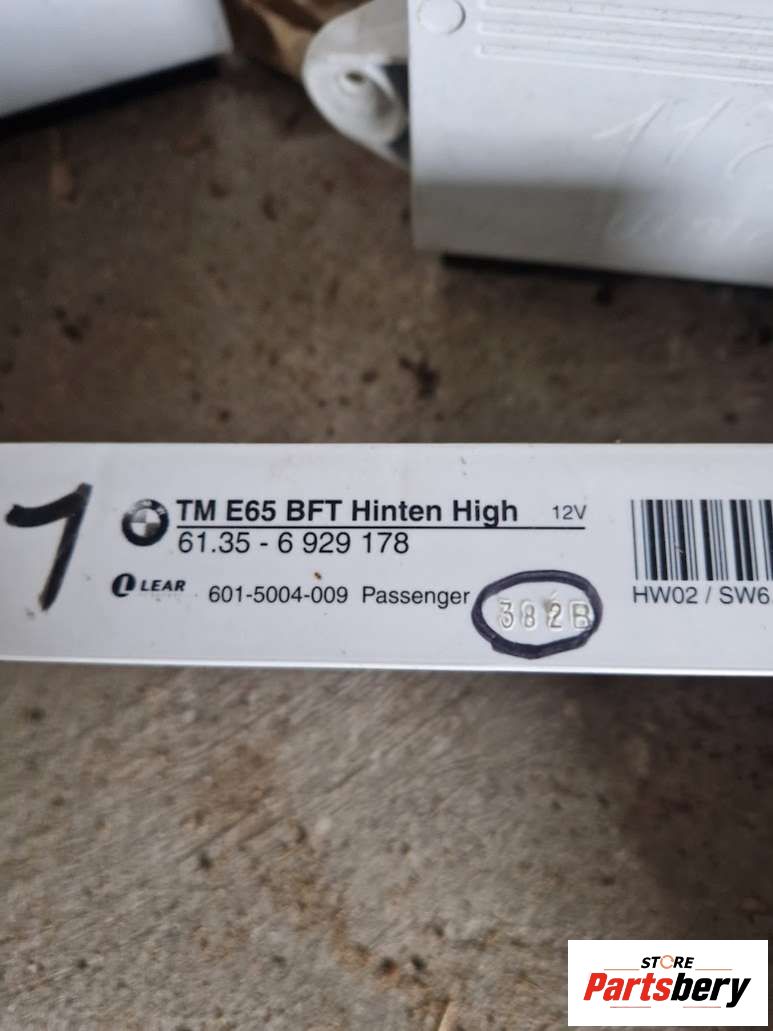 1
TM E65 BFT Hinten High 12V
61.35 - 6 929 178
LEAR 601-5004-009 Passenger 382B
HW02 / SW6
STORE
Partsbery